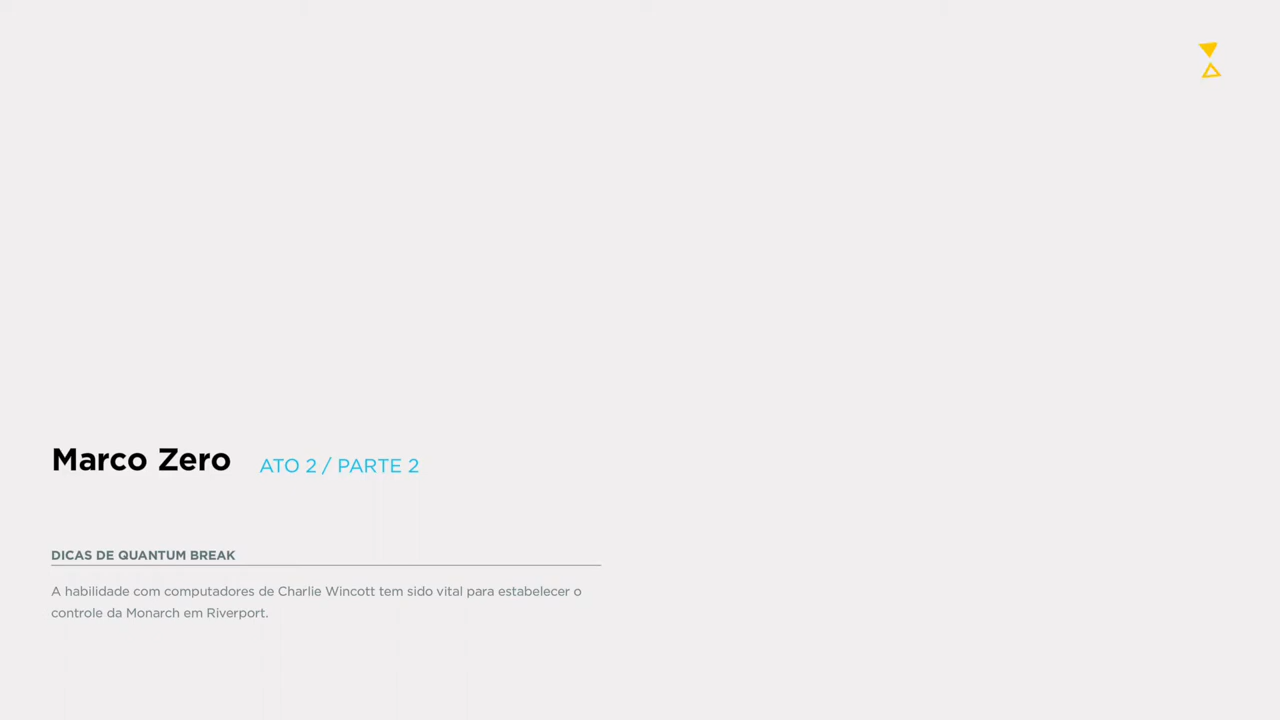 Marco Zero ATO 2 / PARTE 2
DICAS DE QUANTUM BREAK
A habilidade com computadores de Charlie Wincott tem sido vital para estabelecer o
controle da Monarch em Riverport.